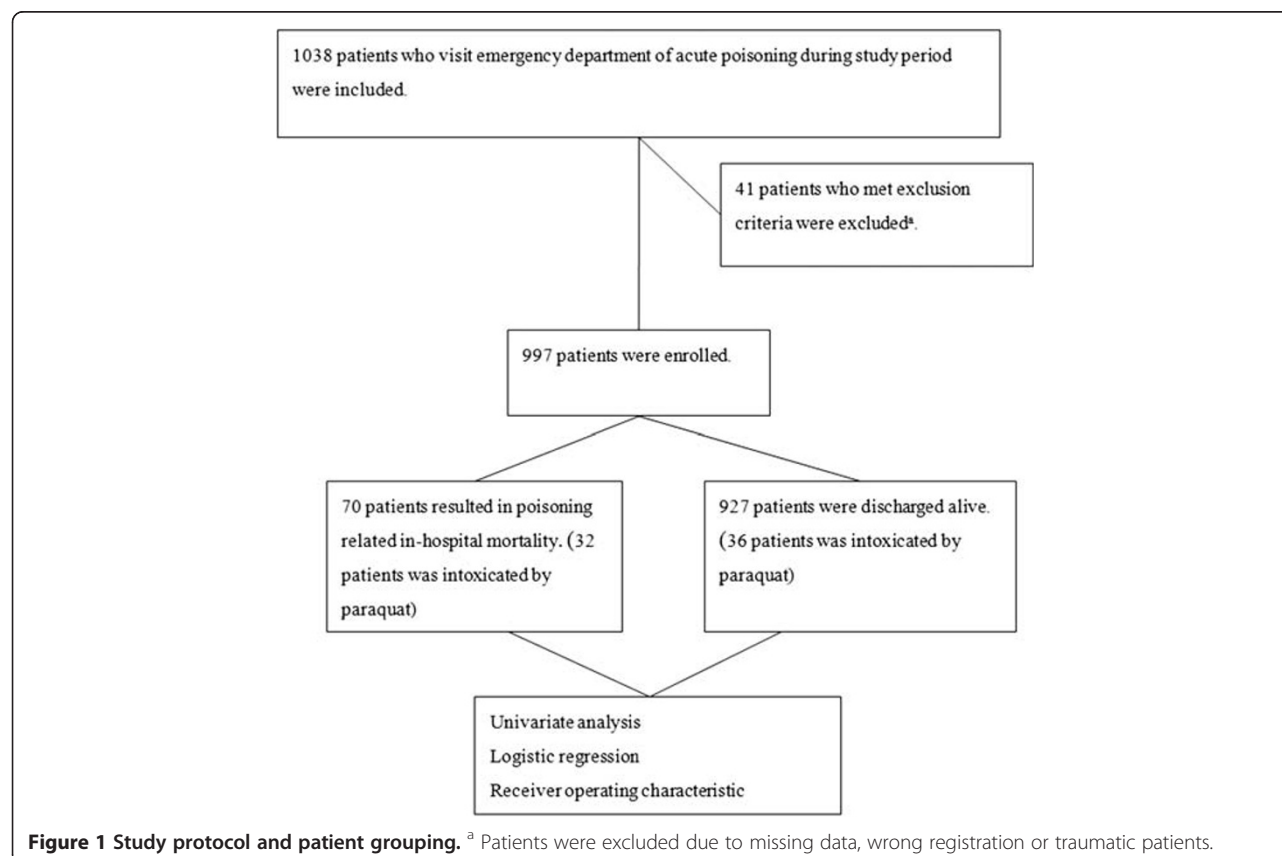 1038 patients who visit emergency department of acute poisoning during study period
were included.
41 patients who met exclusion
criteria were excludedª.
997 patients were enrolled.
70 patients resulted in poisoning
related in-hospital mortality. (32
patients was intoxicated by
paraquat)
927 patients were discharged alive.
(36 patients was intoxicated by
paraquat)
Univariate analysis
Logistic regression
Receiver operating characteristic
Figure 1 Study protocol and patient grouping. ª Patients were excluded due to missing data, wrong registration or traumatic patients.